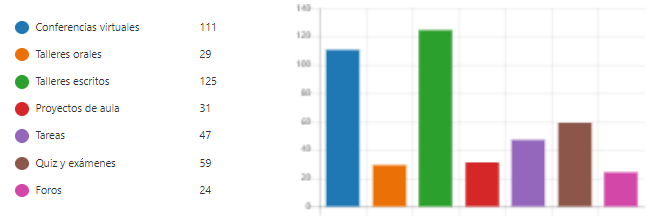 Conferencias virtuales 111
Talleres orales 29
Talleres escritos 125
Proyectos de aula 31
Tareas 47
Quiz y exámenes 59
Foros 24
140
120
100
80
60
40
20
0